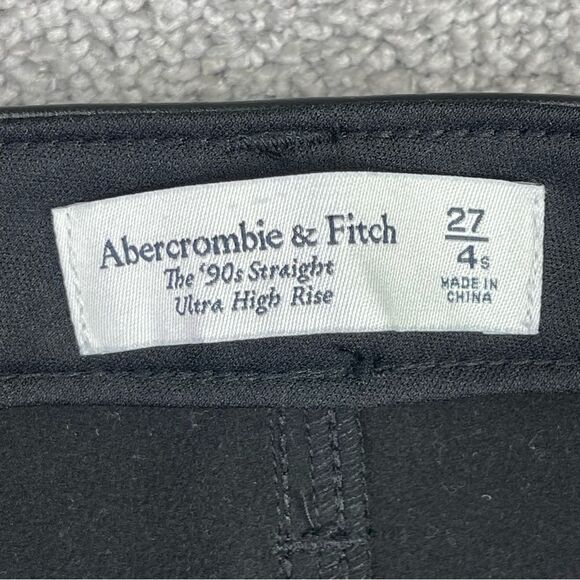 Abercrombie & Fitch
The '90s Straight
Ultra High Rise
27
4s
MADE IN
CHINA